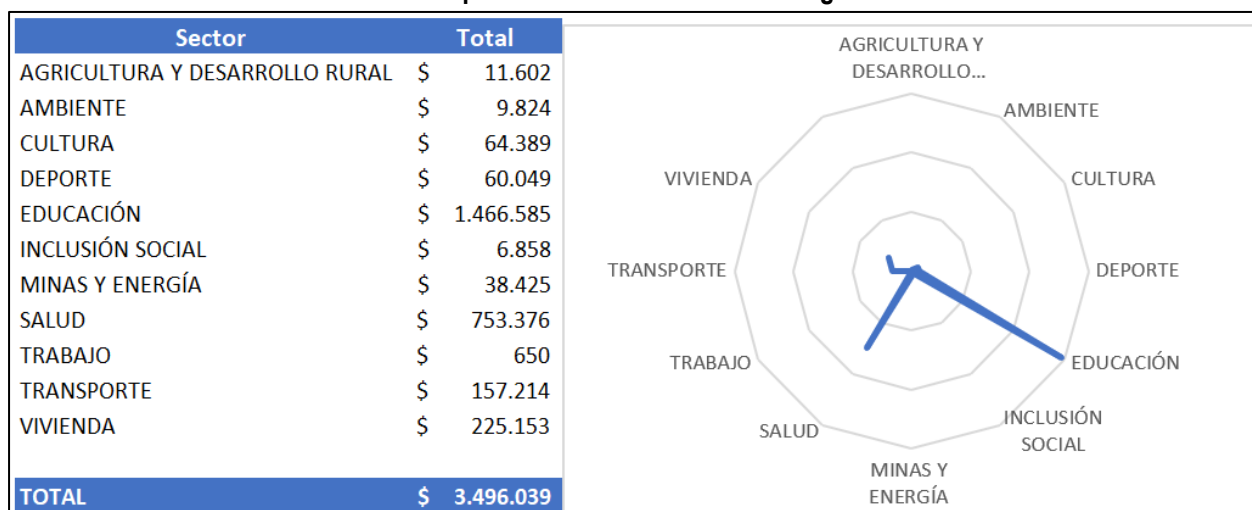 Sector Total
AGRICULTURA Y DESARROLLO RURAL $ 11.602
AMBIENTE $ 9.824
CULTURA $ 64.389
DEPORTE $ 60.049
EDUCACIÓN $ 1.466.585
INCLUSIÓN SOCIAL $ 6.858
MINAS Y ENERGÍA $ 38.425
SALUD $ 753.376
TRABAJO $ 650
TRANSPORTE $ 157.214
VIVIENDA $ 225.153
TOTAL $ 3.496.039
AGRICULTURA Y
DESARROLLO...
AMBIENTE
CULTURA
DEPORTE
EDUCACIÓN
INCLUSIÓN
SOCIAL
MINAS Y
ENERGÍA
SALUD
TRABAJO
TRANSPORTE
VIVIENDA